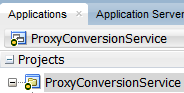 Applications Application Server
ProxyConversionService
Projects
ProxyConversionService